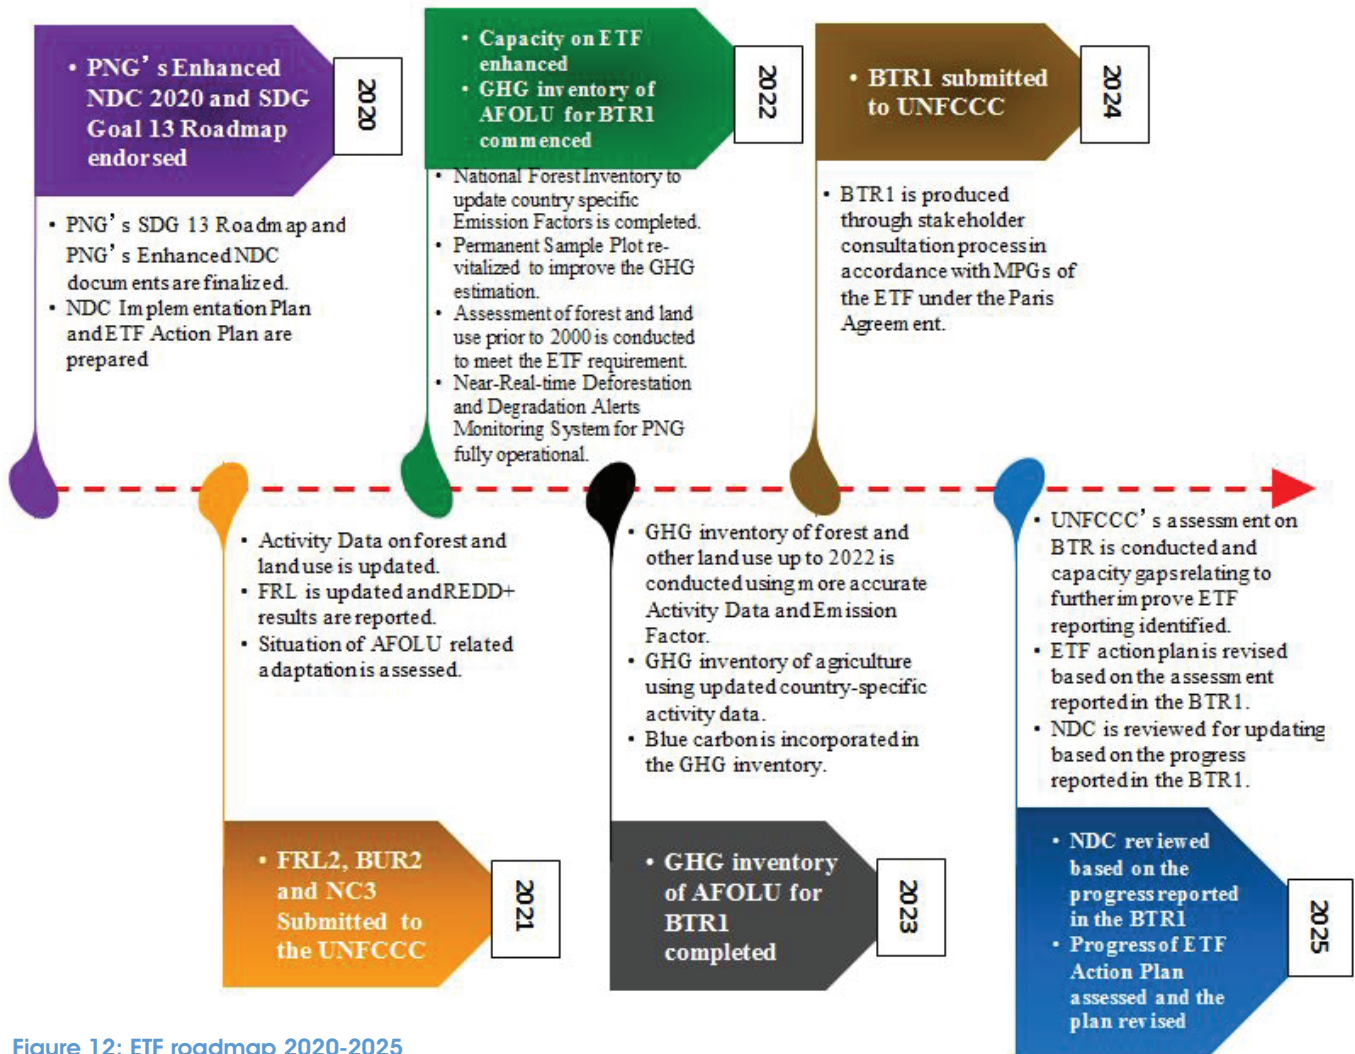 • PNG’s Enhanced
NDC 2020 and SDG
Goal 13 Roadmap
endorsed
2020
• PNG’s SDG 13 Roadmap and
PNG’s Enhanced NDC
documents are finalized.
• NDC Implementation Plan
and ETF Action Plan are
prepared
• Capacity on ETF
enhanced
• GHG inventory of
AFOLU for BTR1
commenced
2022
• National Forest Inventory to
update country specific
Emission Factors is completed.
• Permanent Sample Plot re-
vitalized to improve the GHG
estimation.
• Assessment of forest and land
use prior to 2000 is conducted
to meet the ETF requirement.
• Near-Real-time Deforestation
and Degradation Alerts
Monitoring System for PNG
fully operational.
• BTR1 submitted
to UNFCCC
2024
• BTR1 is produced
through stakeholder
consultation process in
accordance with MPGs of
the ETF under the Paris
Agreement.
• Activity Data on forest and
land use is updated.
• FRL is updated and REDD+
results are reported.
• Situation of AFOLU related
adaptation is assessed.
• FRL2, BUR2
and NC3
Submitted to
the UNFCCC
2021
• GHG inventory of forest and
other land use up to 2022 is
conducted using more accurate
Activity Data and Emission
Factor.
• GHG inventory of agriculture
using updated country-specific
activity data.
• Blue carbon is incorporated in
the GHG inventory.
• GHG inventory
of AFOLU for
BTR1
completed
2023
• UNFCCC’s assessment on
BTR is conducted and
capacity gaps relating to
further improve ETF
reporting identified.
• ETF action plan is revised
based on the assessment
reported in the BTR1.
• NDC is reviewed for updating
based on the progress
reported in the BTR1.
• NDC reviewed
based on the
progress reported
in the BTR1
• Progress of ETF
Action Plan
assessed and the
plan revised
2025
Figure 12: ETF roadmap 2020-2025